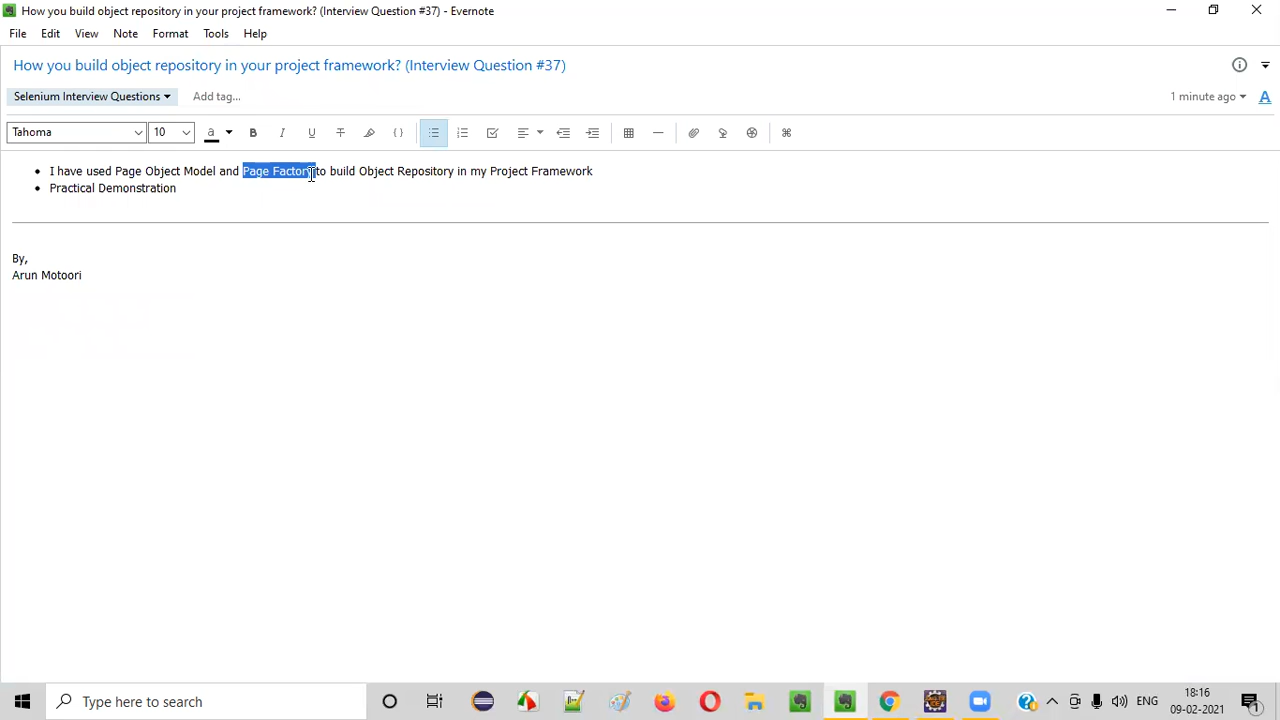 How you build object repository in your project framework? (Interview Question #37) - Evernote
File Edit View Note Format Tools Help
How you build object repository in your project framework? (Interview Question #37)
Selenium Interview Questions Add tag... 1 minute ago A
Tahoma 10 a B I U T
I have used Page Object Model and Page Factory to build Object Repository in my Project Framework
Practical Demonstration
By,
Arun Motoori
Type here to search ENG 18:16
09-02-2021